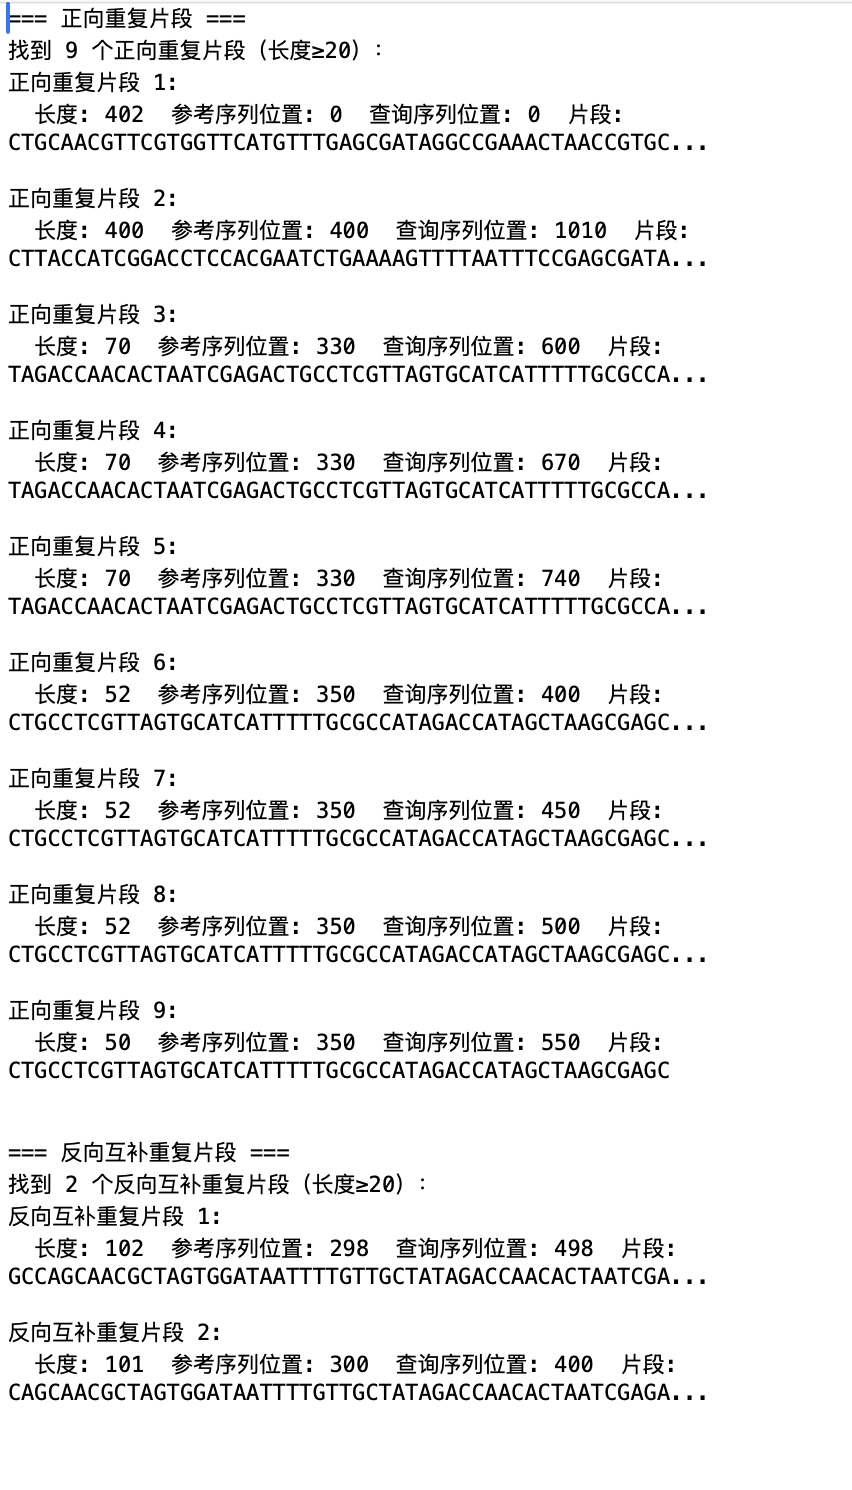 === 正向重复片段 ===
找到 9 个正向重复片段（长度≥20）：
正向重复片段 1:
长度: 402 参考序列位置: 0 查询序列位置: 0 片段:
CTGCAACGTTCGTGGTTCATGTTTGAGCGATAGGCCGAAACTAACCGTGC...
正向重复片段 2:
长度: 400 参考序列位置: 400 查询序列位置: 1010 片段:
CTTACCATCGGACCTCCACGAATCTGAAAAGTTTTAATTTCCGAGCGATA...
正向重复片段 3:
长度: 70 参考序列位置: 330 查询序列位置: 600 片段:
TAGACCAACACTAATCGAGACTGCCTCGTTAGTGCATCATTTTTGCGCCA...
正向重复片段 4:
长度: 70 参考序列位置: 330 查询序列位置: 670 片段:
TAGACCAACACTAATCGAGACTGCCTCGTTAGTGCATCATTTTTGCGCCA...
正向重复片段 5:
长度: 70 参考序列位置: 330 查询序列位置: 740 片段:
TAGACCAACACTAATCGAGACTGCCTCGTTAGTGCATCATTTTTGCGCCA...
正向重复片段 6:
长度: 52 参考序列位置: 350 查询序列位置: 400 片段:
CTGCCTCGTTAGTGCATCATTTTTGCGCCATAGACCATAGCTAAGCGAGC...
正向重复片段 7:
长度: 52 参考序列位置: 350 查询序列位置: 450 片段:
CTGCCTCGTTAGTGCATCATTTTTGCGCCATAGACCATAGCTAAGCGAGC...
正向重复片段 8:
长度: 52 参考序列位置: 350 查询序列位置: 500 片段:
CTGCCTCGTTAGTGCATCATTTTTGCGCCATAGACCATAGCTAAGCGAGC...
正向重复片段 9:
长度: 50 参考序列位置: 350 查询序列位置: 550 片段:
CTGCCTCGTTAGTGCATCATTTTTGCGCCATAGACCATAGCTAAGCGAGC
=== 反向互补重复片段 ===
找到 2 个反向互补重复片段（长度≥20）：
反向互补重复片段 1:
长度: 102 参考序列位置: 298 查询序列位置: 498 片段:
GCCAGCAACGCTAGTGGATAATTTTGTTGCTATAGACCAACACTAATCGA...
反向互补重复片段 2:
长度: 101 参考序列位置: 300 查询序列位置: 400 片段:
CAGCAACGCTAGTGGATAATTTTGTTGCTATAGACCAACACTAATCGAGA...